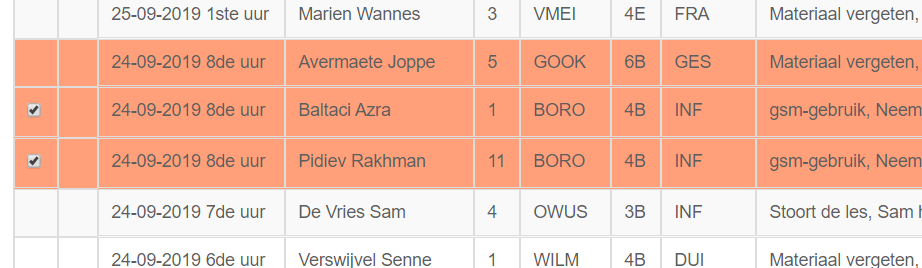 25-09-2019 1ste uur Marien Wannes 3 VMEI 4E FRA Materiaal vergeten,
24-09-2019 8de uur Avermaete Joppe 5 GOOK 6B GES Materiaal vergeten,
24-09-2019 8de uur Baltaci Azra 1 BORO 4B INF gsm-gebruik, Neem
24-09-2019 8de uur Pidiev Rakhman 11 BORO 4B INF gsm-gebruik, Neem
24-09-2019 7de uur De Vries Sam 4 OWUS 3B INF Stoort de les, Sam
24-09-2019 6de uur Verswijvel Senne 1 WILM 4B DUI Materiaal vergeten,